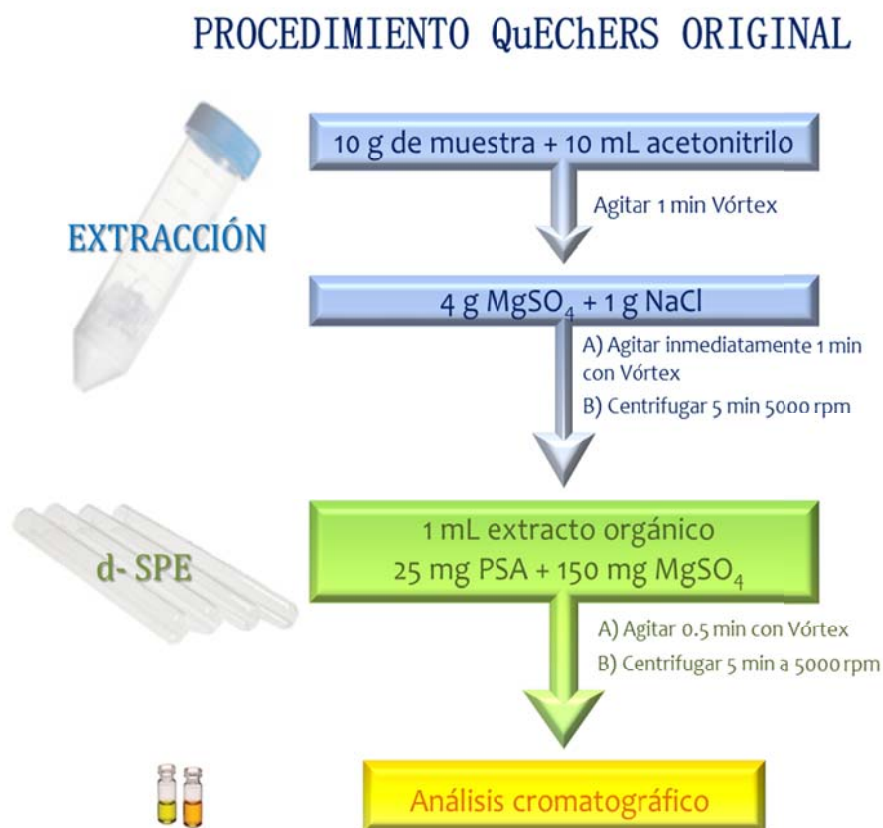 PROCEDIMIENTO QuEChERS ORIGINAL
10 g de muestra + 10 mL acetonitrilo
Agitar 1 min Vórtex
EXTRACCIÓN
4 g MgSO₄ + 1 g NaCl
A) Agitar inmediatamente 1 min
con Vórtex
B) Centrifugar 5 min 5000 rpm
1 mL extracto orgánico
25 mg PSA + 150 mg MgSO₄
d- SPE
A) Agitar 0.5 min con Vórtex
B) Centrifugar 5 min a 5000 rpm
Análisis cromatográfico